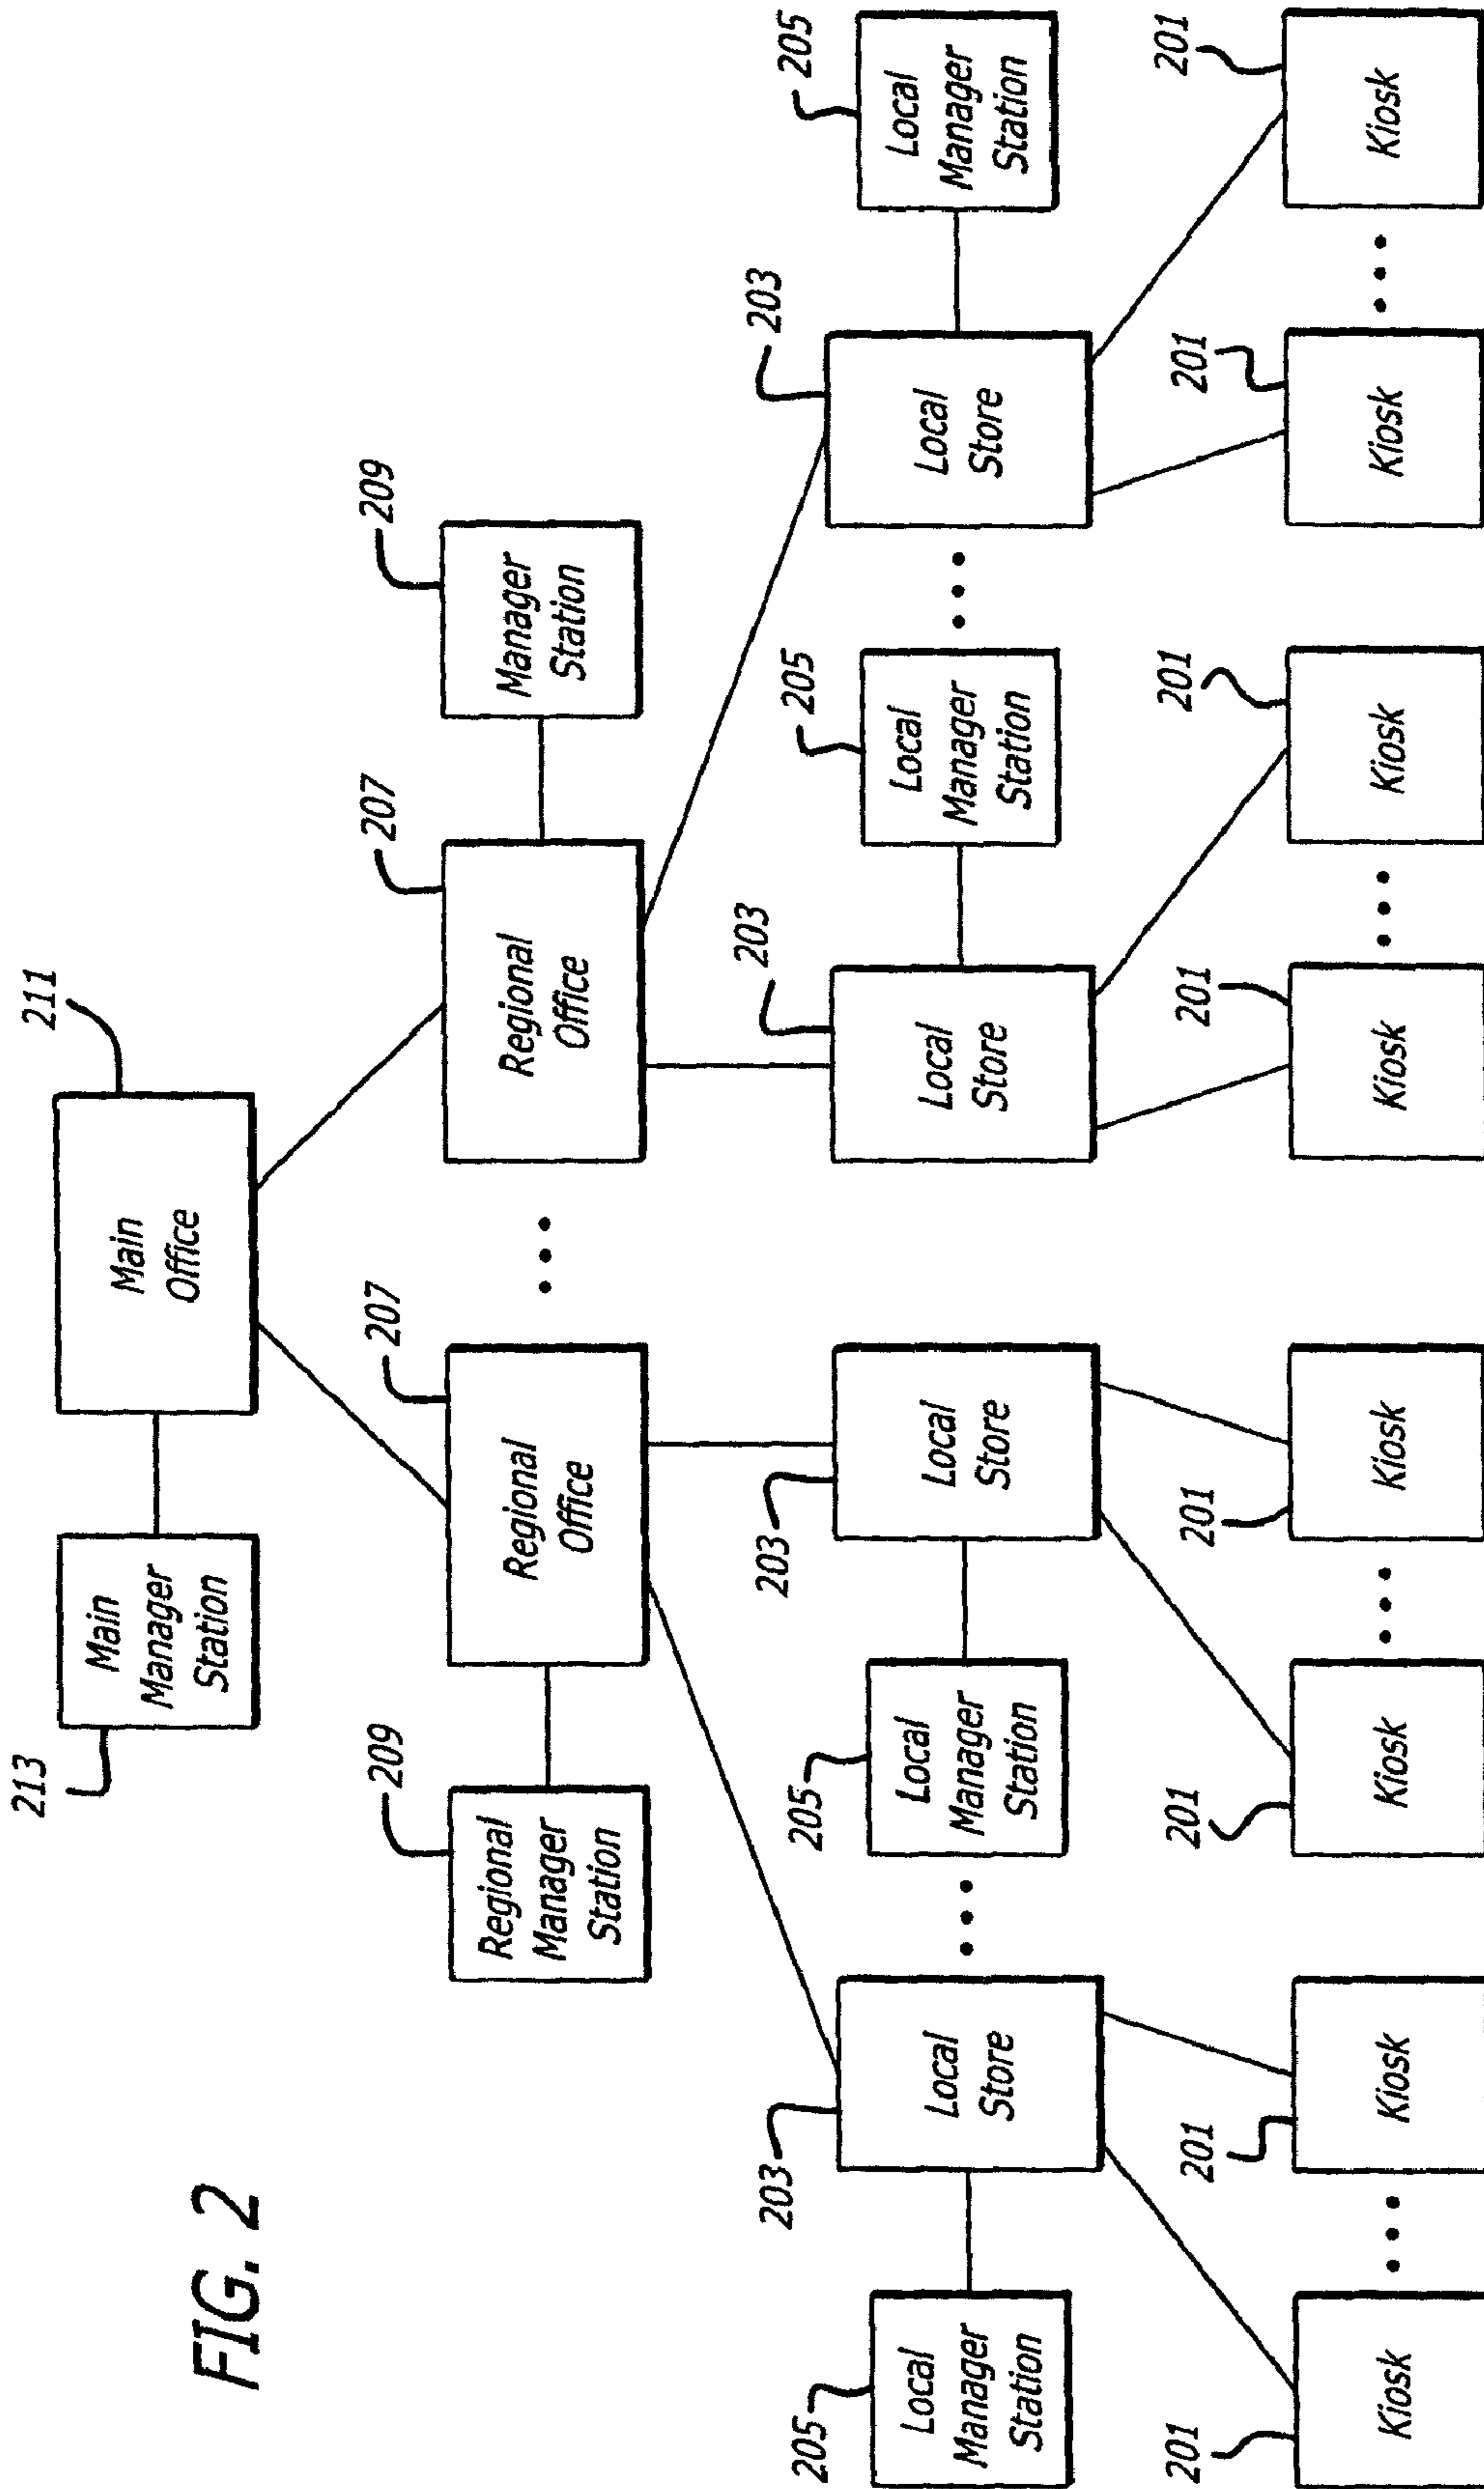 213
211
Main
Manager
Station
Main
Office
FIG. 2
209
207
207
209
Regional
Manager
Station
Regional
Office
Regional
Office
Manager
Station
205
203
205
203
203
205
203
205
Local
Manager
Station
Local
Store
Local
Manager
Station
Local
Store
Local
Store
Local
Manager
Station
Local
Store
Local
Manager
Station
201
201
201
201
201
201
201
201
Kiosk
Kiosk
Kiosk
Kiosk
Kiosk
Kiosk
Kiosk
Kiosk